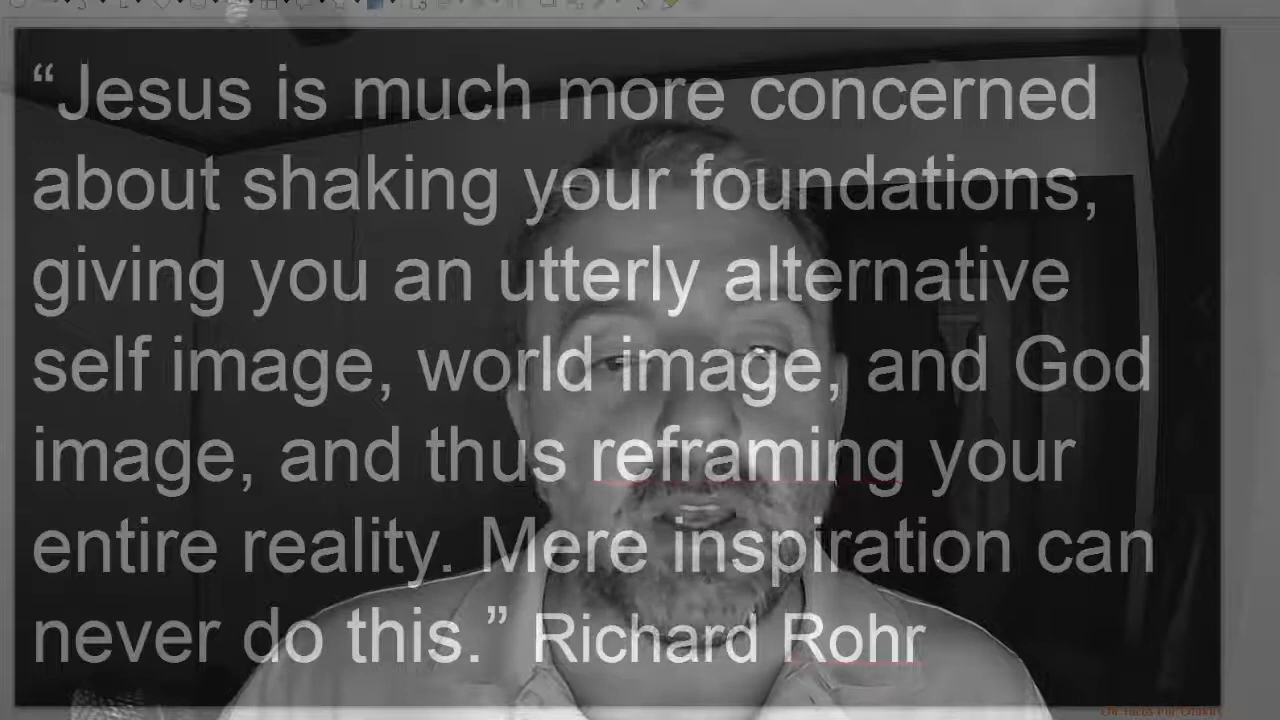 “Jesus is much more concerned
about shaking your foundations,
giving you an utterly alternative
self image, world image, and God
image, and thus reframing your
entire reality. Mere inspiration can
never do this.” Richard Rohr